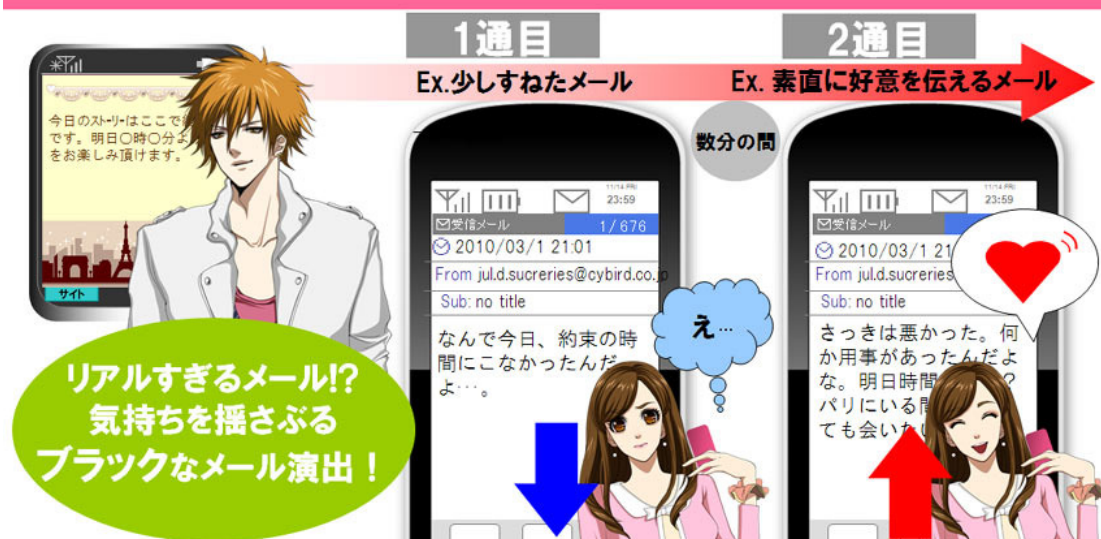 1通目
2通目
Ex.少しすねたメール
Ex. 素直に好意を伝えるメール
数分の間
今日のストーリーはここで
です。明日〇時〇分よ
をお楽しみ頂けます。
サイト
リアルすぎるメール!?
気持ちを揺さぶる
ブラックなメール演出！
11/14 FRI
23:59
受信メール
1/676
2010/03/1 21:01
From jul.d.sucreries@cybird.co.jp
Sub: no title
なんで今日、約束の時
間にこなかったんだ
よ…。
え…
11/14 FRI
23:59
受信メール
2010/03/1 21
From jul.d.sucreries
Sub: no title
さっきは悪かった。何
か用事があったんだよ
な。明日時間
?
パリにいる間
ても会いた